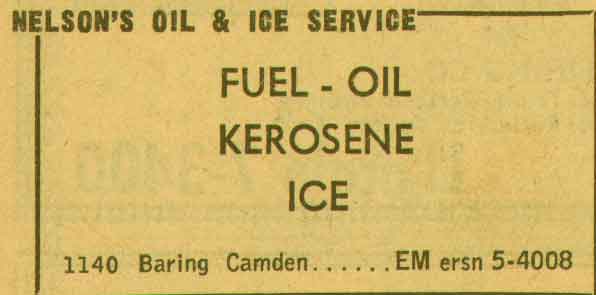 NELSON'S OIL & ICE SERVICE
FUEL - OIL
KEROSENE
ICE
1140 Baring Camden......EM ersn 5-4008